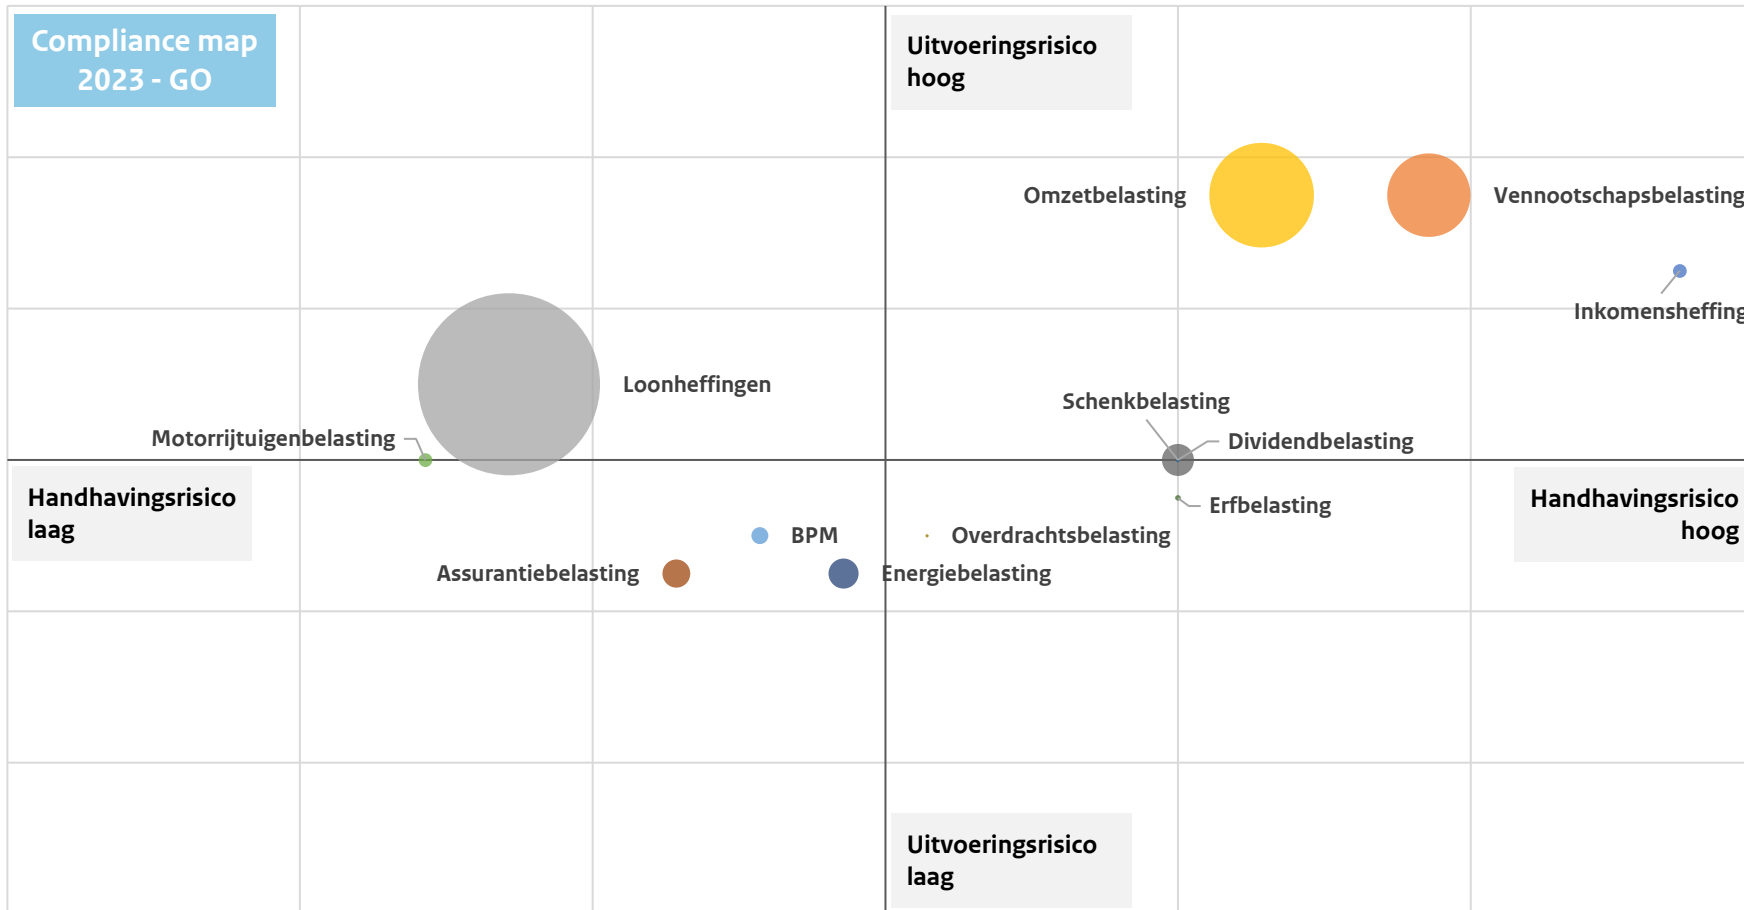 Compliance map
2023 - GO
Uitvoeringsrisico
hoog
Omzetbelasting
Vennootschapsbelasting
Inkomensheffing
Loonheffingen
Schenkbelasting
Motorrijtuigenbelasting
Dividendbelasting
Handhavingsrisico
laag
Handhavingsrisico
hoog
Erfbelasting
BPM
Overdrachtsbelasting
Assurantiebelasting
Energiebelasting
Uitvoeringsrisico
laag